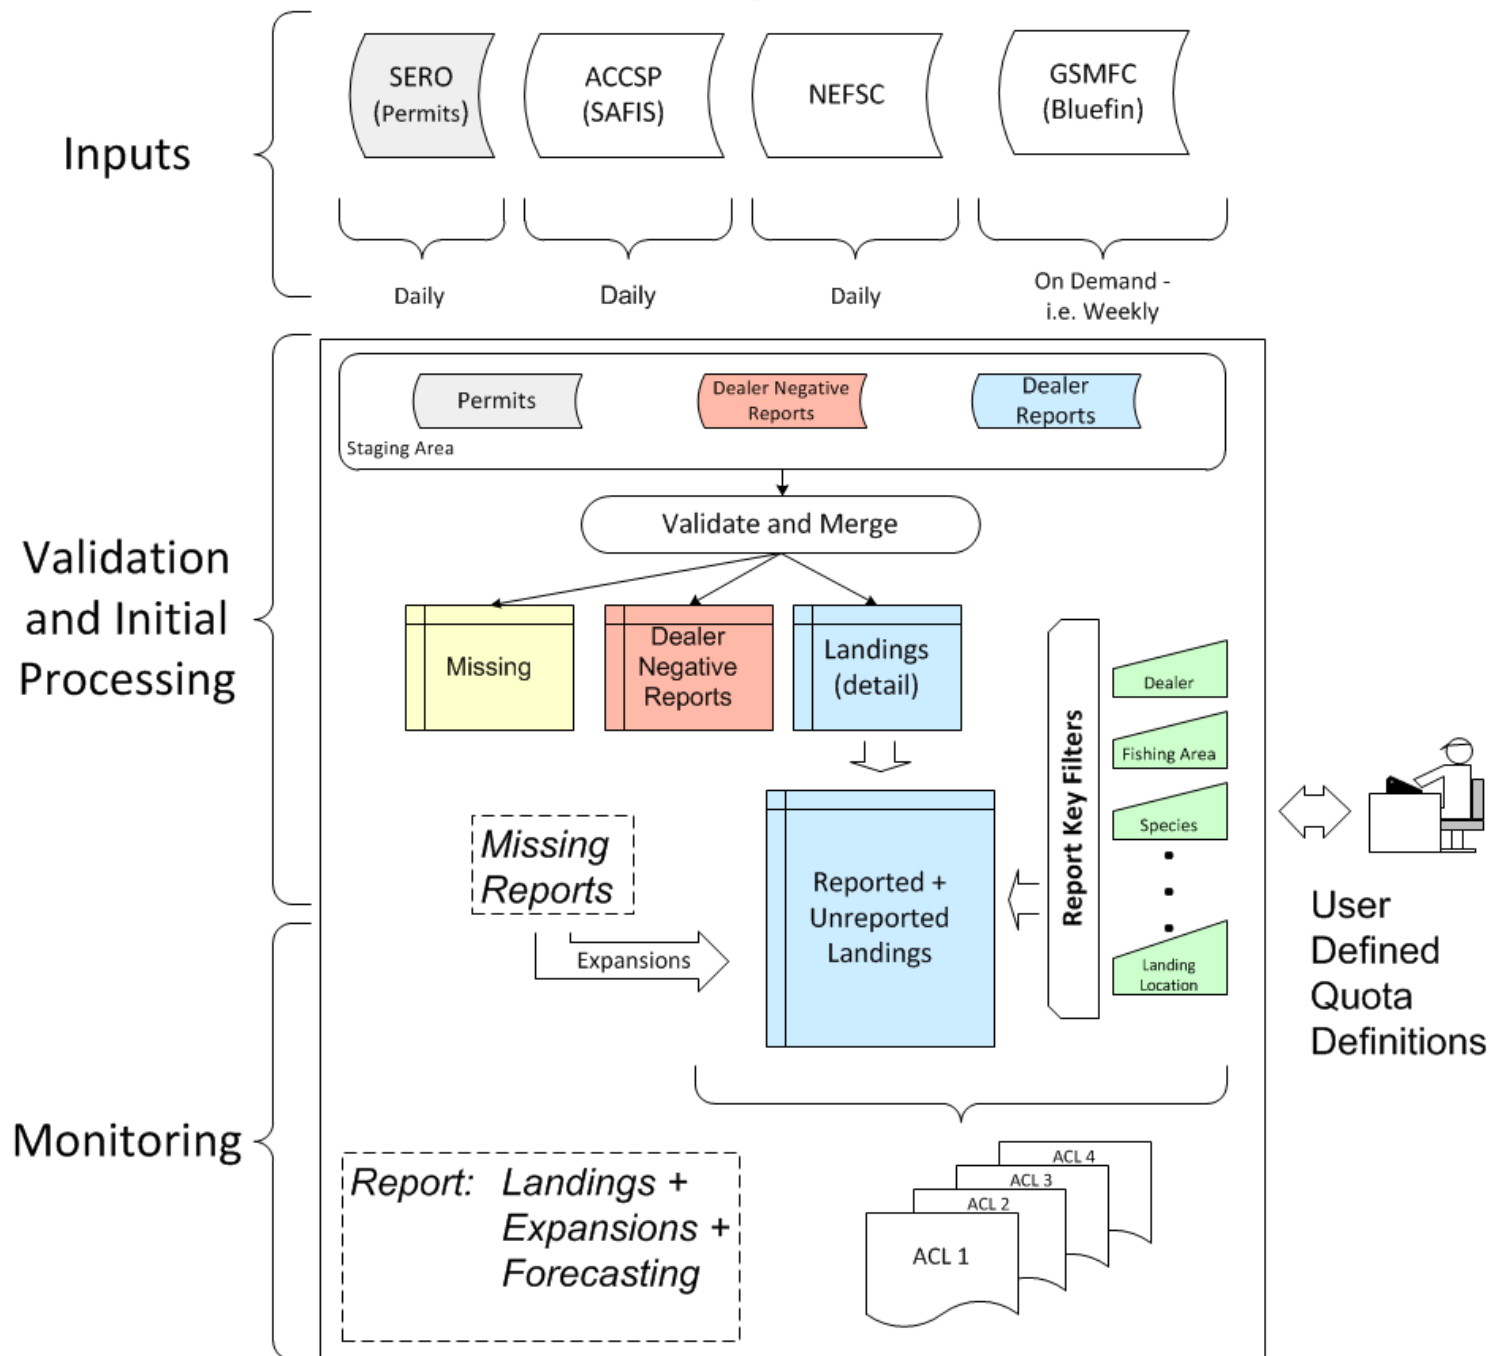 Inputs
SERO
(Permits)
ACCSP
(SAFIS)
NEFSC
GSMFC
(Bluefin)
Daily
Daily
Daily
On Demand -
i.e. Weekly
Validation
and Initial
Processing
Permits
Dealer Negative
Reports
Dealer
Reports
Staging Area
Validate and Merge
Missing
Dealer
Negative
Reports
Landings
(detail)
Report Key Filters
Dealer
Fishing Area
Species
Landing
Location
Missing
Reports
Expansions
Reported +
Unreported
Landings
User
Defined
Quota
Definitions
Monitoring
Report: Landings +
Expansions +
Forecasting
ACL 4
ACL 3
ACL 2
ACL 1